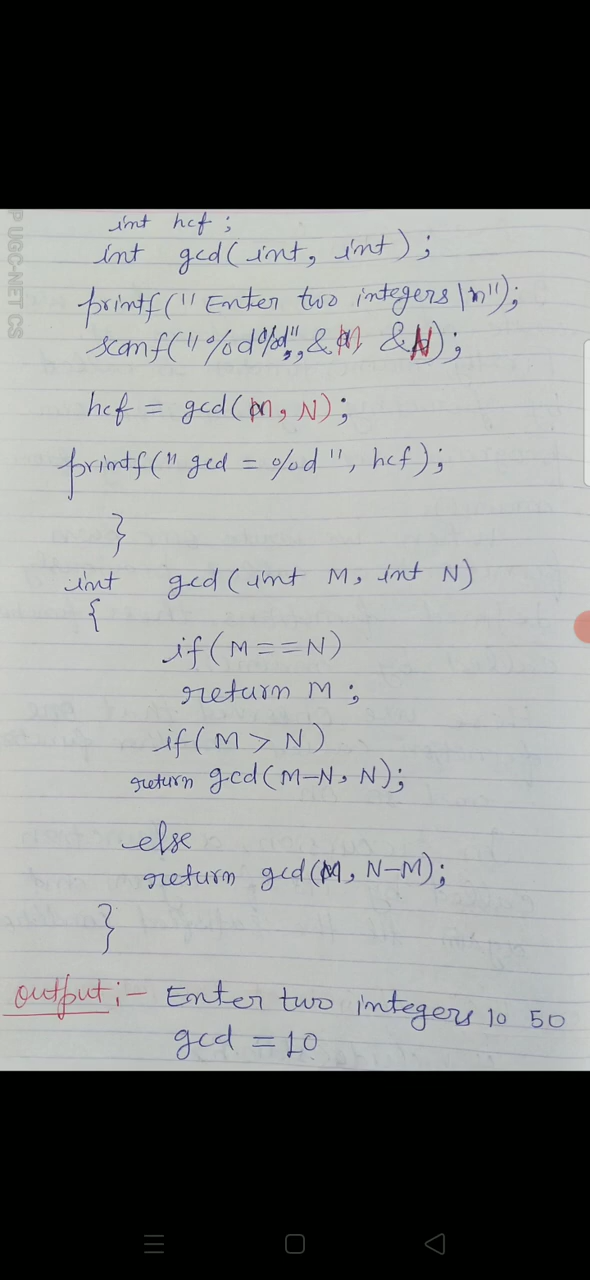 int hcf ;
int gcd( int, int ) ;
printf(" Enter two integers \n");
scanf("%d%d",,& M &N);
hcf = gcd(M, N);
printf(" gcd = %d ", hcf);
}
int gcd( int M, int N)
{
if( M == N)
return M ;
if( M > N )
return gcd( M-N, N);
else
return gcd(M, N-M);
}
output :- Enter two integers 10 50
gcd = 10
P UGC-NET CS